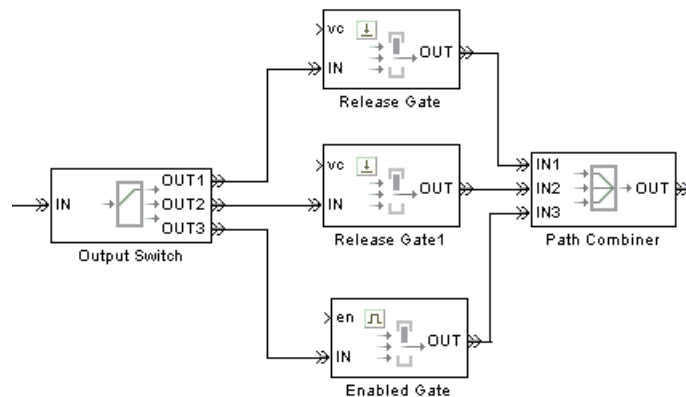 vc
OUT
IN
Release Gate
vc
OUT
IN
Release Gate1
IN
OUT1
OUT2
OUT3
Output Switch
IN1
IN2
IN3
OUT
Path Combiner
en
OUT
IN
Enabled Gate